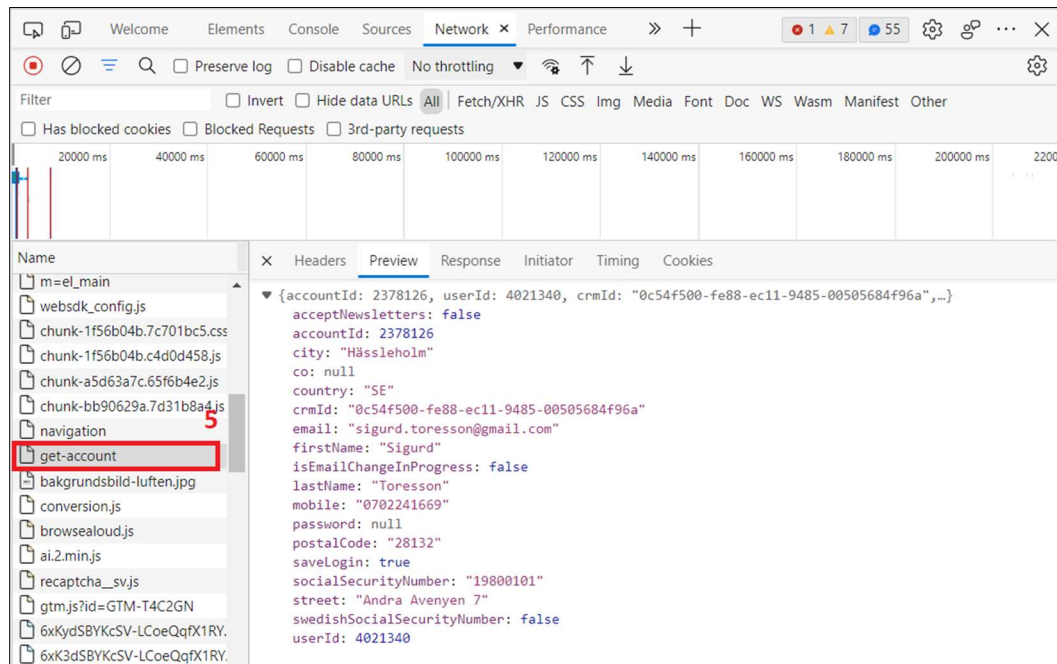 Welcome Elements Console Sources Network × Performance » + 1 7 55 ··· ×
Preserve log Disable cache No throttling
Filter Invert Hide data URLs All Fetch/XHR JS CSS Img Media Font Doc WS Wasm Manifest Other
Has blocked cookies Blocked Requests 3rd-party requests
20000 ms 40000 ms 60000 ms 80000 ms 100000 ms 120000 ms 140000 ms 160000 ms 180000 ms 200000 ms 2200
Name
m=el_main
websdk_config.js
chunk-1f56b04b.7c701bc5.css
chunk-1f56b04b.c4d0d458.js
chunk-a5d63a7c.65f6b4e2.js
chunk-bb90629a.7d31b8a4.js
5
navigation
get-account
bakgrundsbild-luften.jpg
conversion.js
browsealoud.js
ai.2.min.js
recaptcha__sv.js
gtm.js?id=GTM-T4C2GN
6xKydSBYKcSV-LCoeQqfX1RY.
6xK3dSBYKcSV-LCoeQqfX1RY.
× Headers Preview Response Initiator Timing Cookies
{accountId: 2378126, userId: 4021340, crmId: "0c54f500-fe88-ec11-9485-00505684f96a",…}
acceptNewsletters: false
accountId: 2378126
city: "Hässleholm"
co: null
country: "SE"
crmId: "0c54f500-fe88-ec11-9485-00505684f96a"
email: "sigurd.toresson@gmail.com"
firstName: "Sigurd"
isEmailChangeInProgress: false
lastName: "Toresson"
mobile: "0702241669"
password: null
postalCode: "28132"
saveLogin: true
socialSecurityNumber: "19800101"
street: "Andra Avenyen 7"
swedishSocialSecurityNumber: false
userId: 4021340